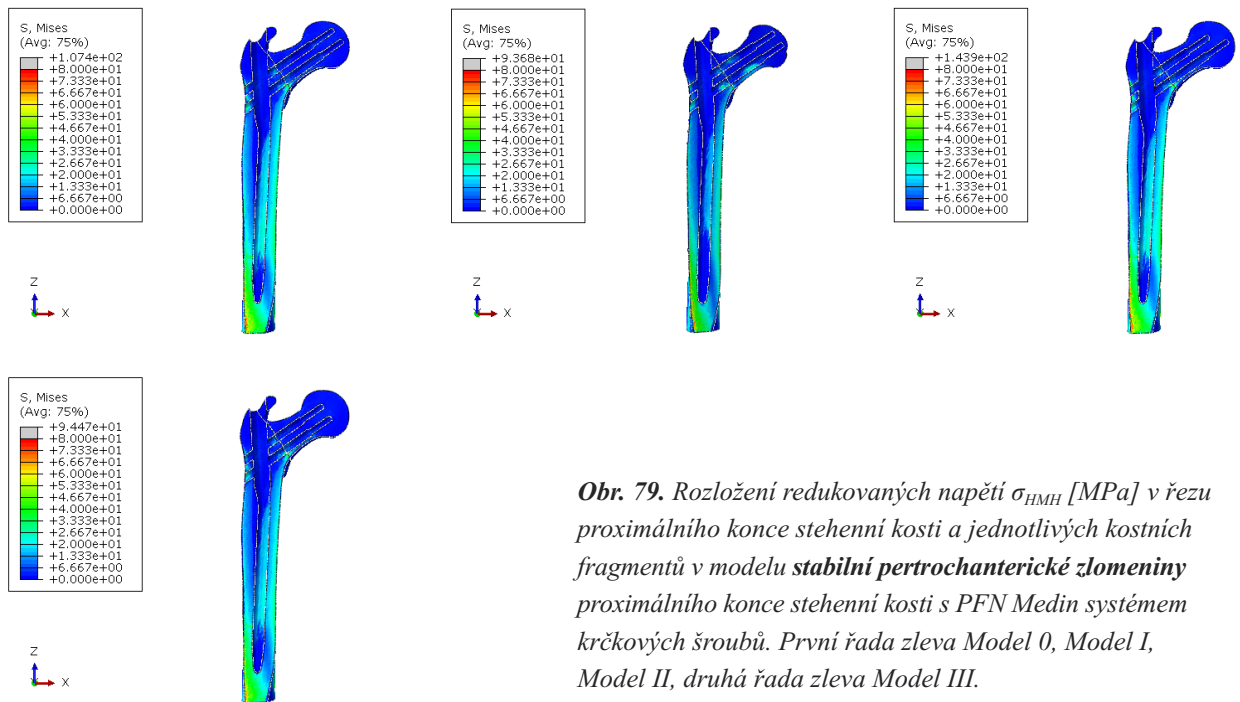 S, Mises
(Avg: 75%)
+1.074e+02
+8.000e+01
+7.333e+01
+6.667e+01
+6.000e+01
+5.333e+01
+4.667e+01
+4.000e+01
+3.333e+01
+2.667e+01
+2.000e+01
+1.333e+01
+6.667e+00
+0.000e+00
Z
X
S, Mises
(Avg: 75%)
+9.368e+01
+8.000e+01
+7.333e+01
+6.667e+01
+6.000e+01
+5.333e+01
+4.667e+01
+4.000e+01
+3.333e+01
+2.667e+01
+2.000e+01
+1.333e+01
+6.667e+00
+0.000e+00
Z
X
S, Mises
(Avg: 75%)
+1.439e+02
+8.000e+01
+7.333e+01
+6.667e+01
+6.000e+01
+5.333e+01
+4.667e+01
+4.000e+01
+3.333e+01
+2.667e+01
+2.000e+01
+1.333e+01
+6.667e+00
+0.000e+00
Z
X
S, Mises
(Avg: 75%)
+9.447e+01
+8.000e+01
+7.333e+01
+6.667e+01
+6.000e+01
+5.333e+01
+4.667e+01
+4.000e+01
+3.333e+01
+2.667e+01
+2.000e+01
+1.333e+01
+6.667e+00
+0.000e+00
Z
X
Obr. 79. Rozložení redukovaných napětí σHMH [MPa] v řezu
proximálního konce stehenní kosti a jednotlivých kostních
fragmentů v modelu stabilní pertrochanterické zlomeniny
proximálního konce stehenní kosti s PFN Medin systémem
krčkových šroubů. První řada zleva Model 0, Model I,
Model II, druhá řada zleva Model III.